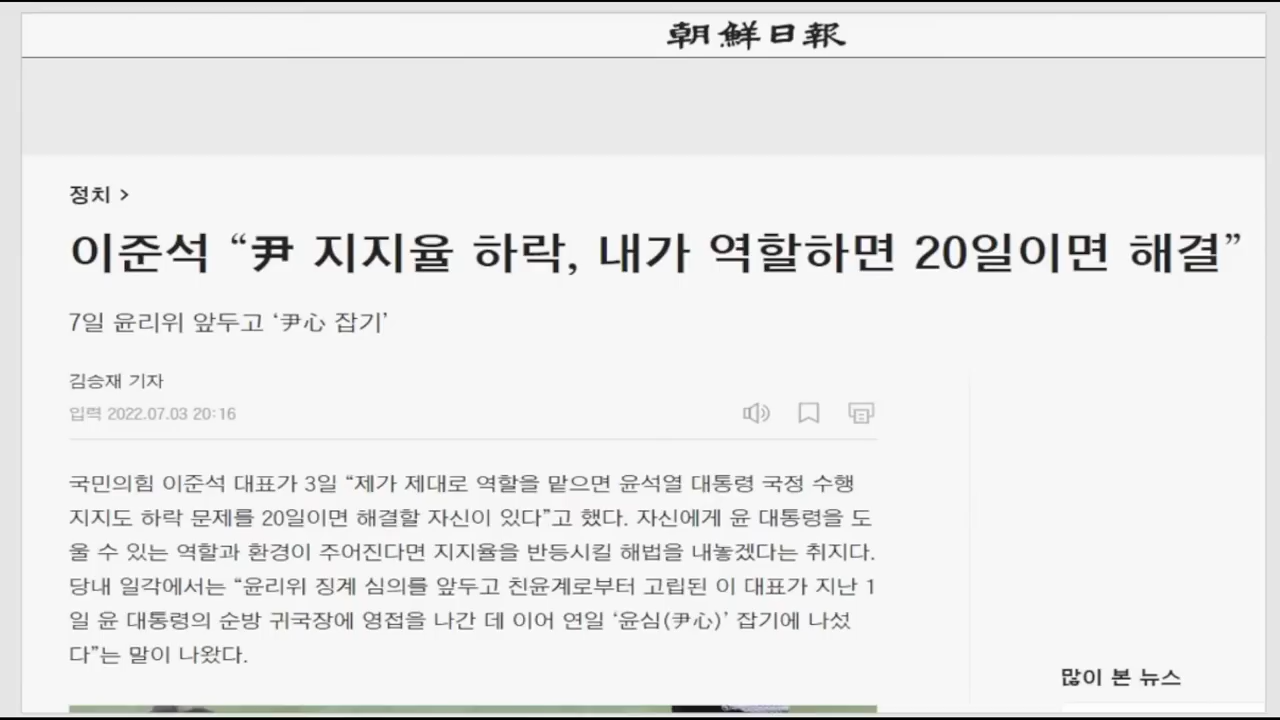 朝鮮日報
정치 >
이준석 “尹 지지율 하락, 내가 역할하면 20일이면 해결”
7일 윤리위 앞두고 ‘尹心 잡기’
김승재 기자
입력 2022.07.03 20:16
국민의힘 이준석 대표가 3일 “제가 제대로 역할을 맡으면 윤석열 대통령 국정 수행
지지도 하락 문제를 20일이면 해결할 자신이 있다”고 했다. 자신에게 윤 대통령을 도
울 수 있는 역할과 환경이 주어진다면 지지율을 반등시킬 해법을 내놓겠다는 취지다.
당내 일각에서는 “윤리위 징계 심의를 앞두고 친윤계로부터 고립된 이 대표가 지난 1
일 윤 대통령의 순방 귀국장에 영접을 나간 데 이어 연일 ‘윤심(尹心)’ 잡기에 나섰
다”는 말이 나왔다.
많이 본 뉴스